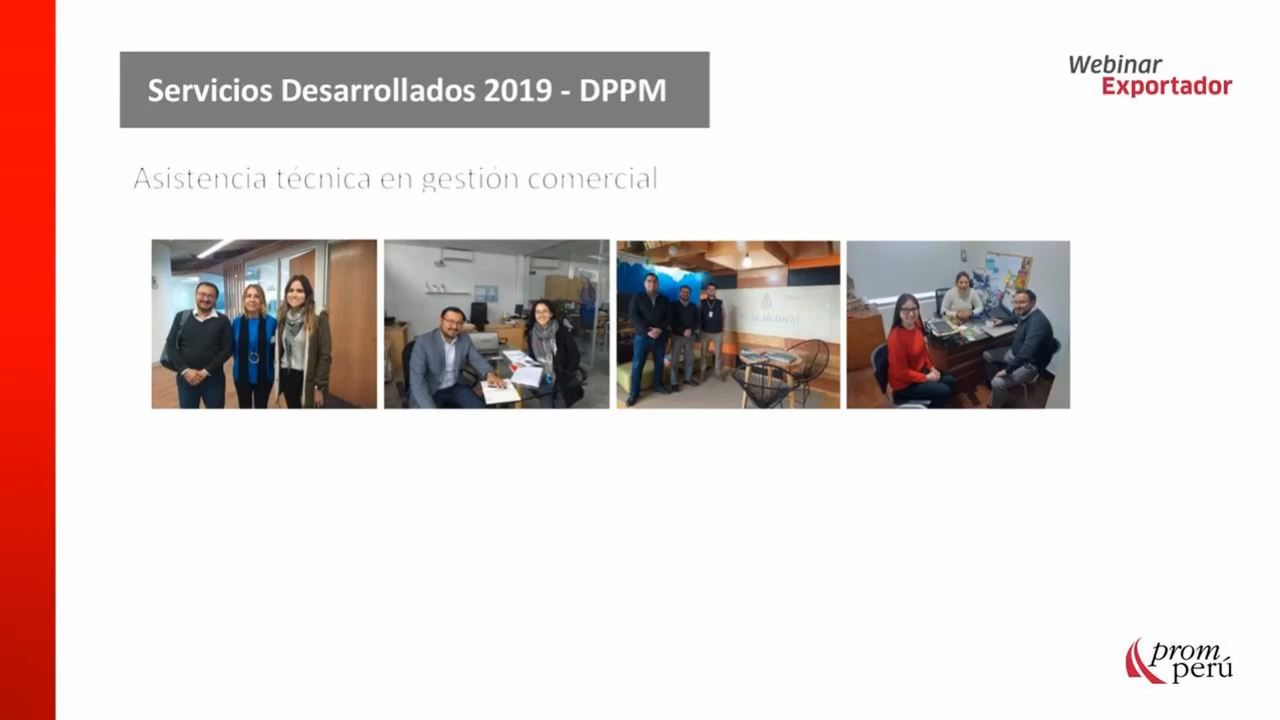 Servicios Desarrollados 2019 - DPPM
Webinar
Exportador
Asistencia técnica en gestión comercial
prom
perú